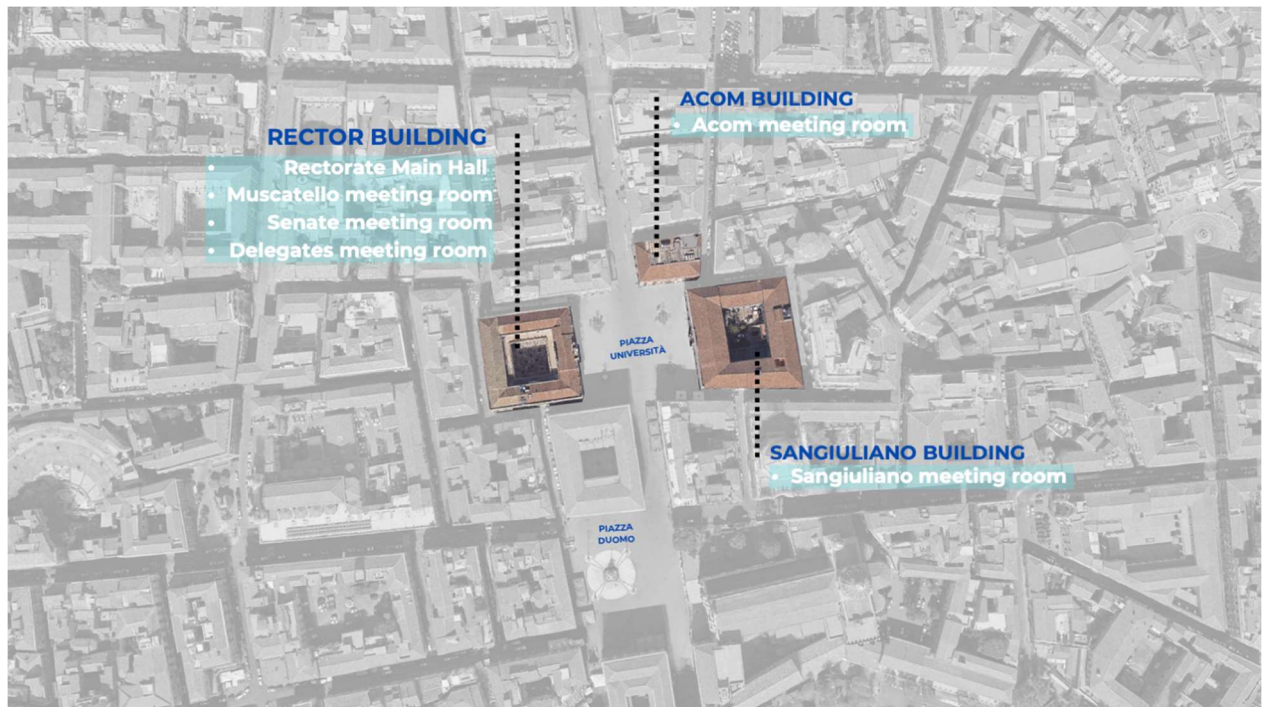 RECTOR BUILDING
• Rectorate Main Hall
• Muscatello meeting room
• Senate meeting room
• Delegates meeting room
ACOM BUILDING
• Acom meeting room
PIAZZA
UNIVERSITÀ
SANGIULIANO BUILDING
• Sangiuliano meeting room
PIAZZA
DUOMO